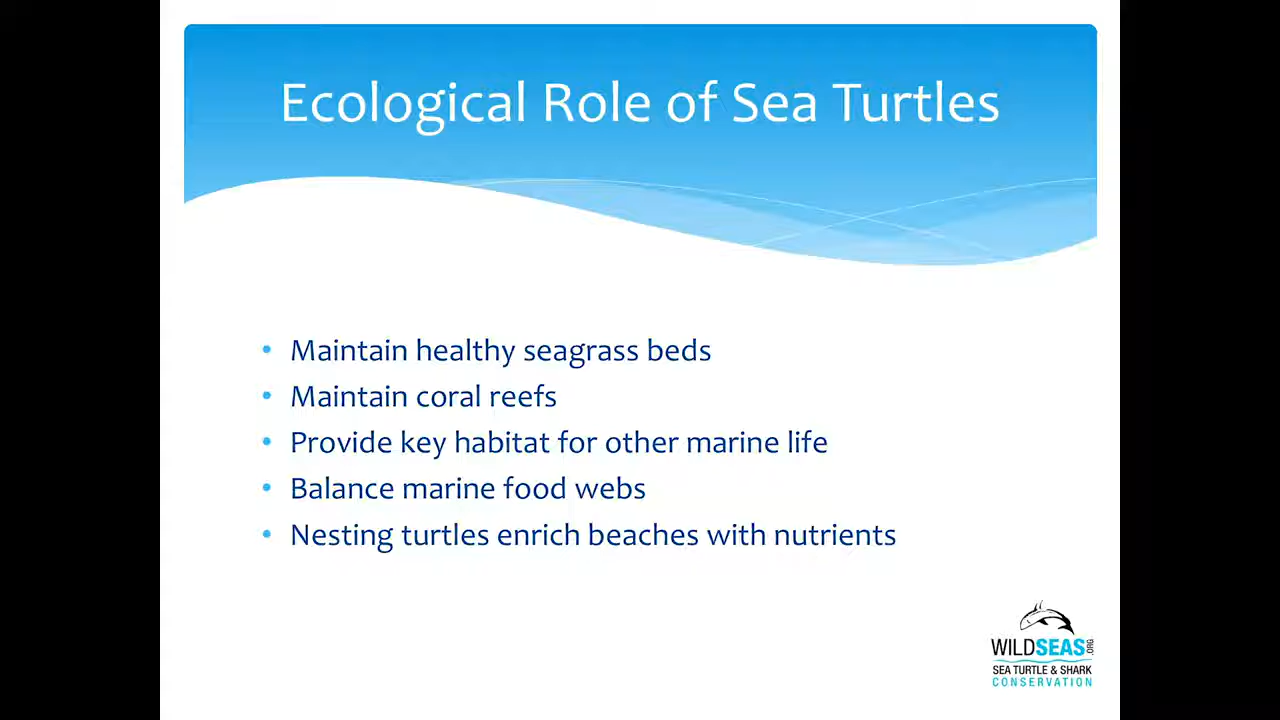 Ecological Role of Sea Turtles
• Maintain healthy seagrass beds
• Maintain coral reefs
• Provide key habitat for other marine life
• Balance marine food webs
• Nesting turtles enrich beaches with nutrients
WILDSEAS.ORG
SEA TURTLE & SHARK
CONSERVATION